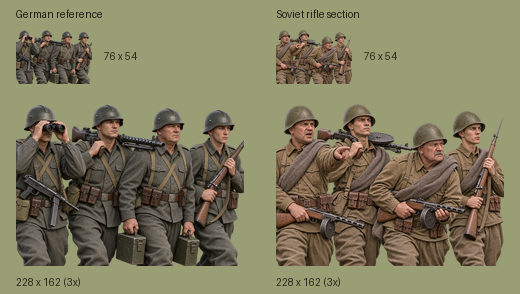 German reference
Soviet rifle section
76 x 54
76 x 54
228 x 162 (3x)
228 x 162 (3x)